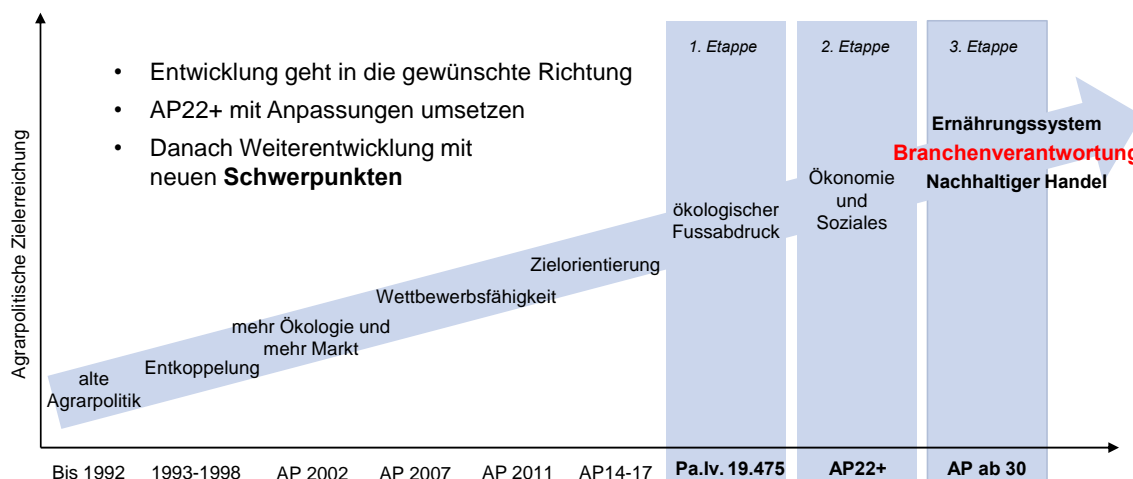 1. Etappe
2. Etappe
3. Etappe
• Entwicklung geht in die gewünschte Richtung
• AP22+ mit Anpassungen umsetzen
• Danach Weiterentwicklung mit
neuen Schwerpunkten
Agrarpolitische Zielerreichung
Ernährungssystem
Branchenverantwortung
Nachhaltiger Handel
Ökonomie
und
Soziales
ökologischer
Fussabdruck
Zielorientierung
Wettbewerbsfähigkeit
mehr Ökologie und
mehr Markt
Entkoppelung
alte
Agrarpolitik
Bis 1992
1993-1998
AP 2002
AP 2007
AP 2011
AP14-17
Pa.lv. 19.475
AP22+
AP ab 30